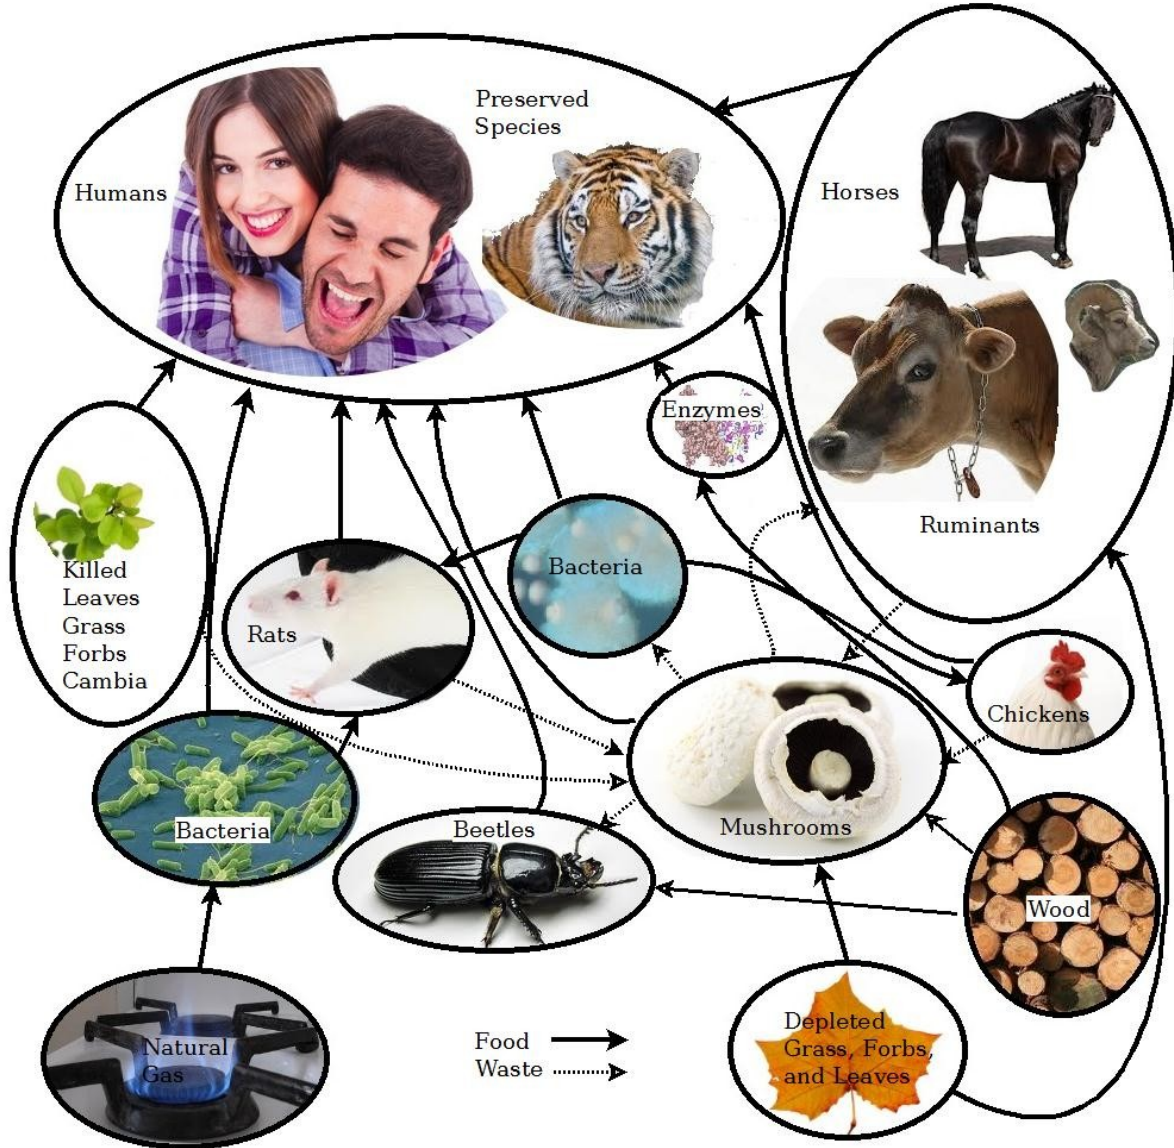 Preserved
Species
Humans
Horses
Enzymes
Ruminants
Killed
Leaves
Grass
Forbs
Cambia
Bacteria
Rats
Chickens
Bacteria
Beetles
Mushrooms
Wood
Natural
Gas
Food
Waste
Depleted
Grass, Forbs,
and Leaves